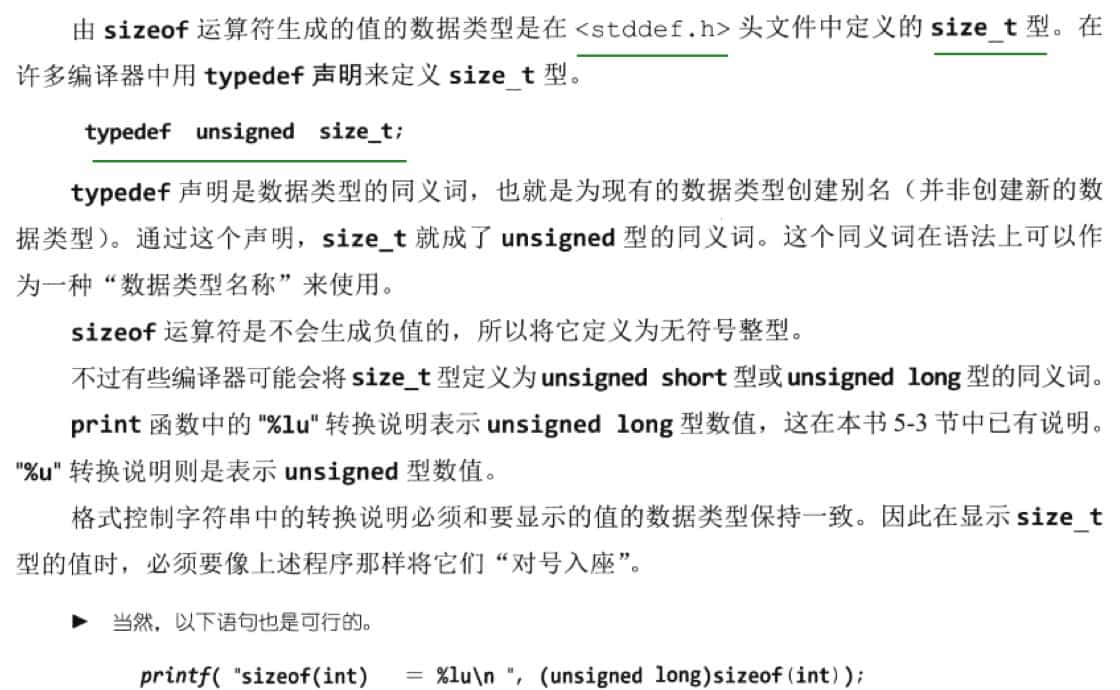 由 sizeof 运算符生成的值的数据类型是在 <stddef.h> 头文件中定义的 size_t 型。在
许多编译器中用 typedef 声明来定义 size_t 型。
typedef unsigned size_t;
typedef 声明是数据类型的同义词，也就是为现有的数据类型创建别名（并非创建新的数
据类型）。通过这个声明，size_t 就成了 unsigned 型的同义词。这个同义词在语法上可以作
为一种“数据类型名称”来使用。
sizeof 运算符是不会生成负值的，所以将它定义为无符号整型。
不过有些编译器可能会将 size_t 型定义为 unsigned short 型或 unsigned long 型的同义词。
print 函数中的 "%lu" 转换说明表示 unsigned long 型数值，这在本书 5-3 节中已有说明。
"%u" 转换说明则是表示 unsigned 型数值。
格式控制字符串中的转换说明必须和要显示的值的数据类型保持一致。因此在显示 size_t
型的值时，必须要像上述程序那样将它们“对号入座”。
▶ 当然，以下语句也是可行的。
printf( "sizeof(int) = %lu\n ", (unsigned long)sizeof(int));